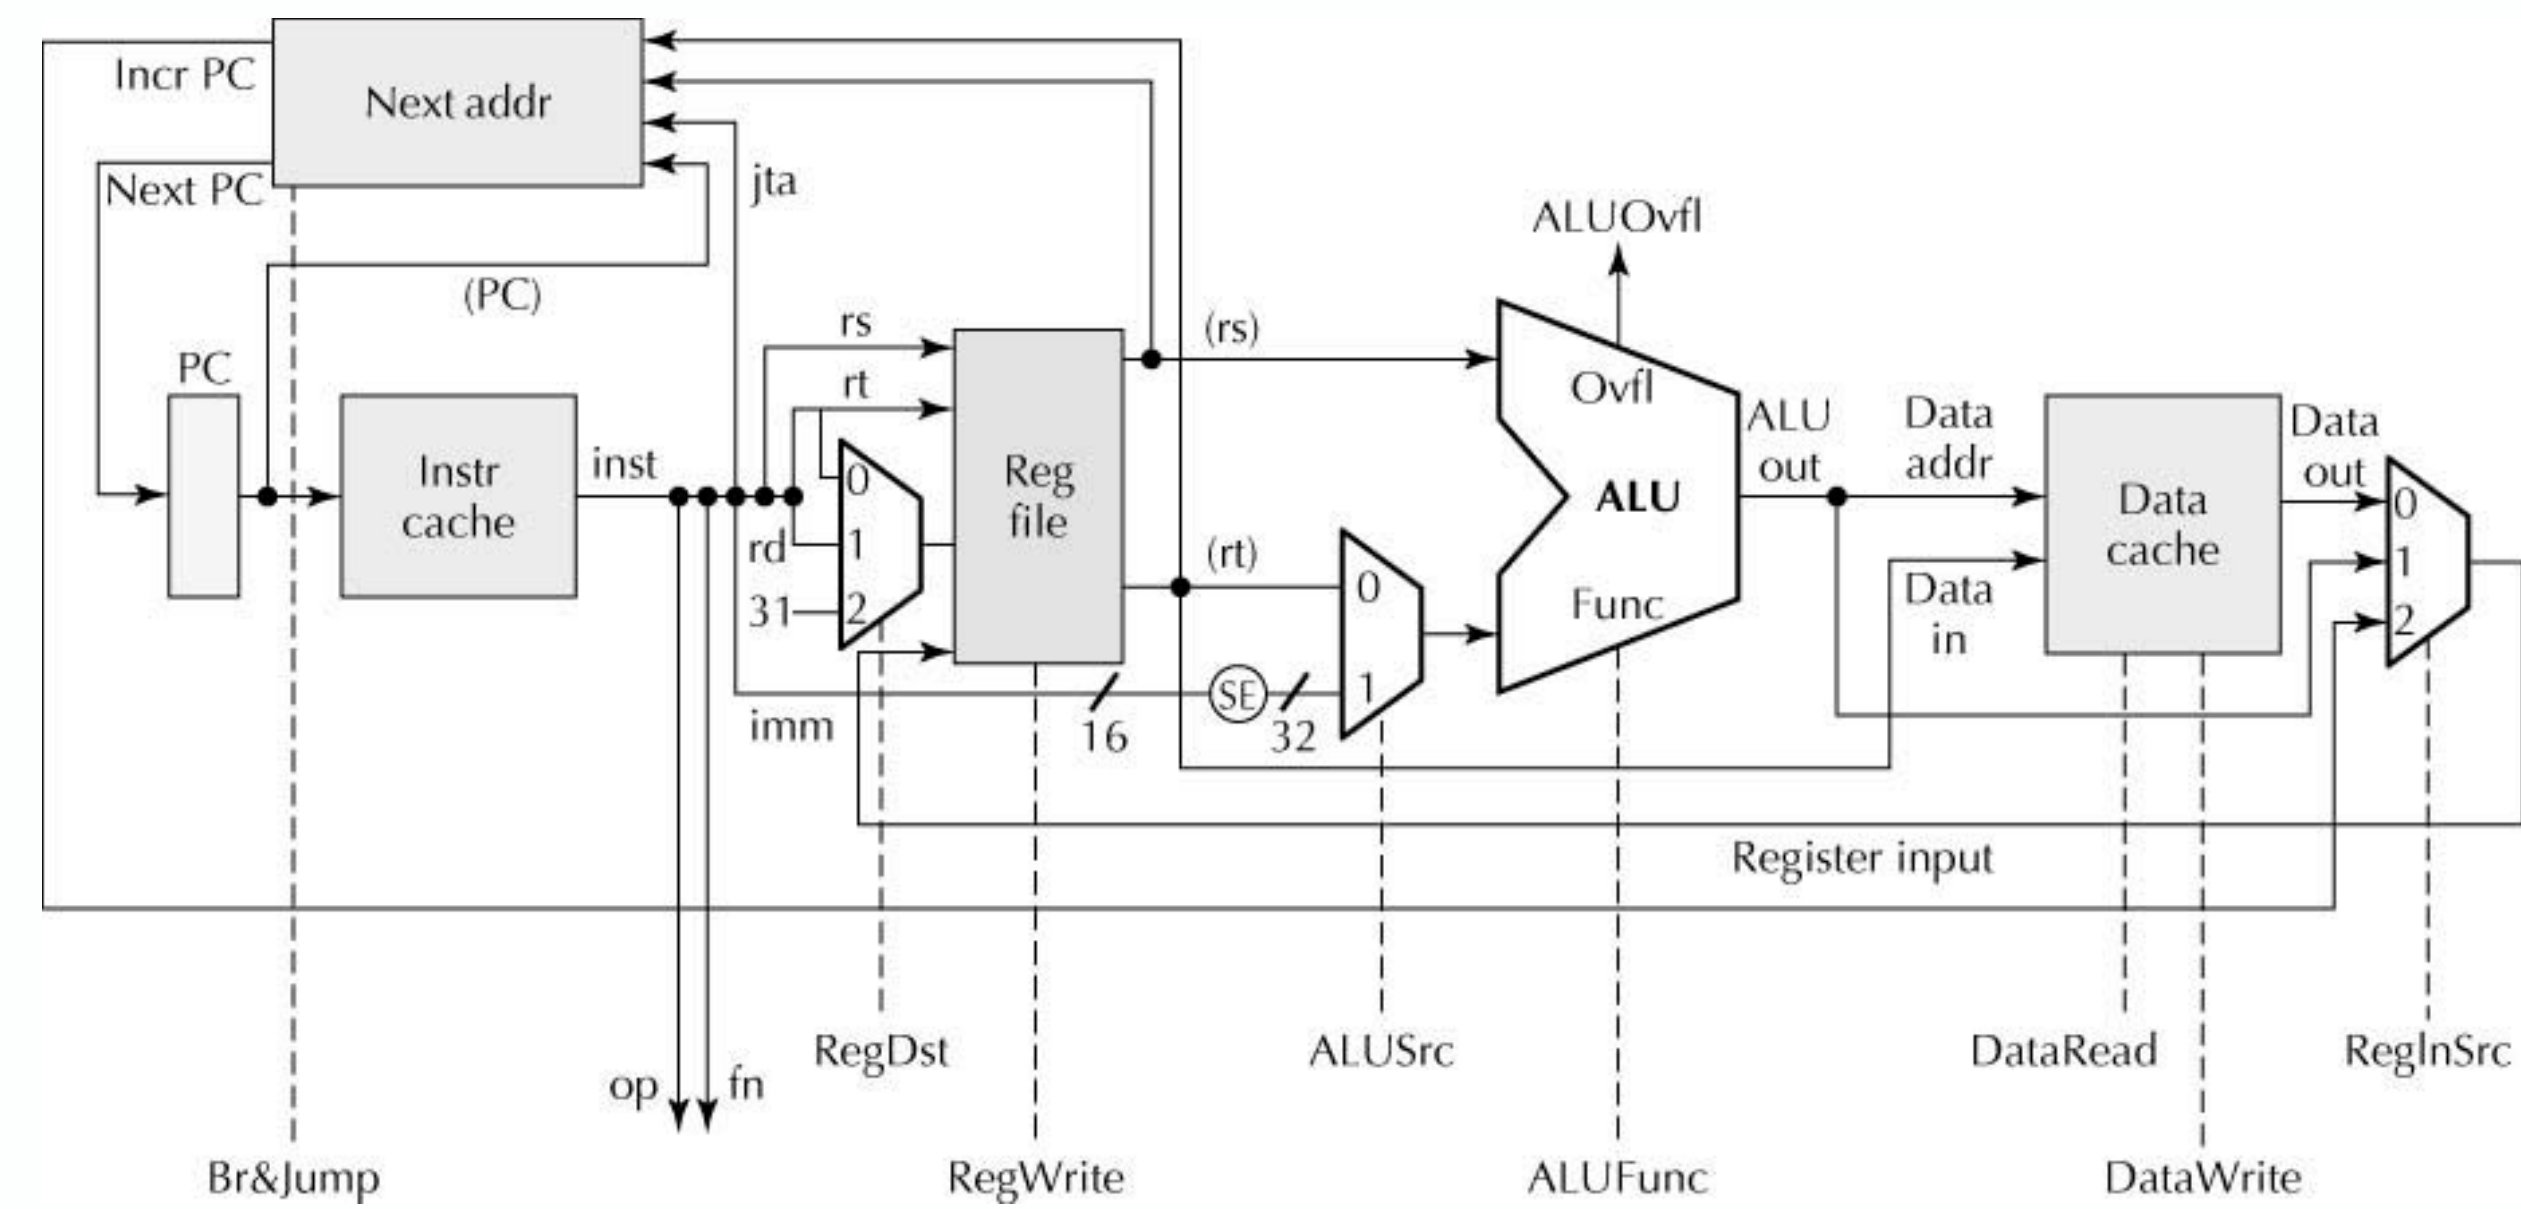 Incr PC
Next addr
Next PC
jta
(PC)
ALUOvfl
PC
rs
(rs)
rt
Ovfl
ALU
out
Data
addr
Data
out
inst
Instr
cache
0
Reg
file
ALU
Data
cache
0
rd
1
(rt)
0
Func
Data
in
1
31
2
2
imm
16
SE
32
1
Register input
RegDst
ALUSrc
DataRead
RegInSrc
op
fn
Br&Jump
RegWrite
ALUFunc
DataWrite